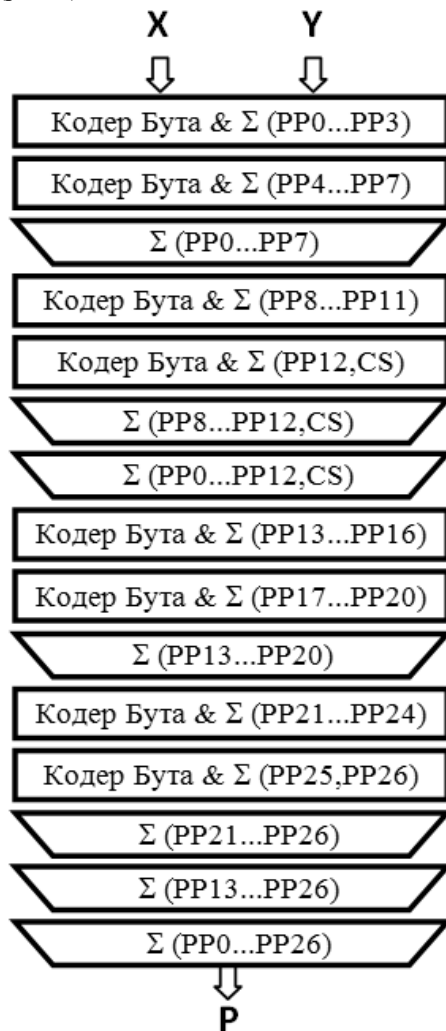 X Y
Кодер Бута & Σ (PP0...PP3)
Кодер Бута & Σ (PP4...PP7)
Σ (PP0...PP7)
Кодер Бута & Σ (PP8...PP11)
Кодер Бута & Σ (PP12,CS)
Σ (PP8...PP12,CS)
Σ (PP0...PP12,CS)
Кодер Бута & Σ (PP13...PP16)
Кодер Бута & Σ (PP17...PP20)
Σ (PP13...PP20)
Кодер Бута & Σ (PP21...PP24)
Кодер Бута & Σ (PP25,PP26)
Σ (PP21...PP26)
Σ (PP13...PP26)
Σ (PP0...PP26)
P